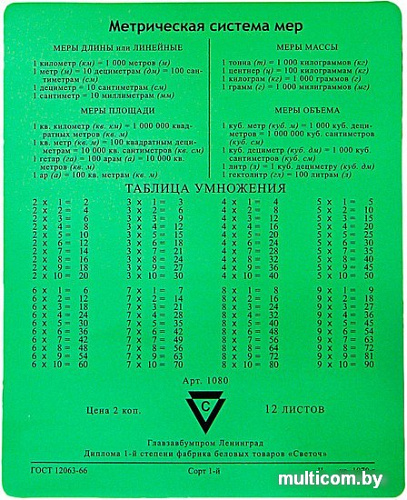 Метрическая система мер
МЕРЫ ДЛИНЫ или ЛИНЕЙНЫЕ
1 километр (км) = 1 000 метров (м)
1 метр (м) = 10 дециметрам (дм) = 100 сан-
тиметрам (см)
1 дециметр = 10 сантиметрам (см)
1 сантиметр = 10 миллиметрам (мм)
МЕРЫ ПЛОЩАДИ
1 кв. километр (кв. км) = 1 000 000 квад-
ратных метров (кв. м)
1 кв. метр (кв. м) = 100 квадратным деци-
метрам = 10 000 кв. сантиметрам (кв. см)
1 гетар (га) = 100 арам (а) = 10.000 кв.
метров (кв. м)
1 ар (а) = 100 кв. метрам (кв. м)
МЕРЫ МАССЫ
1 тонна (т) = 1 000 килограммов (кг)
1 центнер (ц) = 100 килограммам (кг)
1 килограм (кг) = 1 000 граммов (г)
1 грамм (г) = 1 000 милиграммов (мг)
МЕРЫ ОБЪЕМА
1 куб. метр (куб. м) = 1 000 куб. деци-
метров = 1 000 000 куб. сантиметров
(куб. см)
1 куб. дециметр (куб. дм) = 1 000 куб.
сантиметров (куб. см)
1 литр (л) = 1 куб. дециметру (куб. дм)
1 гектолитр (гл) = 100 литрам (л)
ТАБЛИЦА УМНОЖЕНИЯ
2 x 1 = 2 3 x 1 = 3 4 x 1 = 4 5 x 1 = 5
2 x 2 = 4 3 x 2 = 6 4 x 2 = 8 5 x 2 = 10
2 x 3 = 6 3 x 3 = 9 4 x 3 = 12 5 x 3 = 15
2 x 4 = 8 3 x 4 = 12 4 x 4 = 16 5 x 4 = 20
2 x 5 = 10 3 x 5 = 15 4 x 5 = 20 5 x 5 = 25
2 x 6 = 12 3 x 6 = 18 4 x 6 = 24 5 x 6 = 30
2 x 7 = 14 3 x 7 = 21 4 x 7 = 28 5 x 7 = 35
2 x 8 = 16 3 x 8 = 24 4 x 8 = 32 5 x 8 = 40
2 x 9 = 18 3 x 9 = 27 4 x 9 = 36 5 x 9 = 45
2 x 10 = 20 3 x 10 = 30 4 x 10 = 40 5 x 10 = 50
6 x 1 = 6 7 x 1 = 7 8 x 1 = 8 9 x 1 = 9
6 x 2 = 12 7 x 2 = 14 8 x 2 = 16 9 x 2 = 18
6 x 3 = 18 7 x 3 = 21 8 x 3 = 24 9 x 3 = 27
6 x 4 = 24 7 x 4 = 28 8 x 4 = 32 9 x 4 = 36
6 x 5 = 30 7 x 5 = 35 8 x 5 = 40 9 x 5 = 45
6 x 6 = 36 7 x 6 = 42 8 x 6 = 48 9 x 6 = 54
6 x 7 = 42 7 x 7 = 49 8 x 7 = 56 9 x 7 = 63
6 x 8 = 48 7 x 8 = 56 8 x 8 = 64 9 x 8 = 72
6 x 9 = 54 7 x 9 = 63 8 x 9 = 72 9 x 9 = 81
6 x 10 = 60 7 x 10 = 70 8 x 10 = 80 9 x 10 = 90
Арт. 1080
Цена 2 коп. С 12 ЛИСТОВ
Главзавбумпром Ленинград
Диплома 1-й степени фабрика беловых товаров «Светоч»
ГОСТ 12063-66 Сорт 1-й
multicom.by